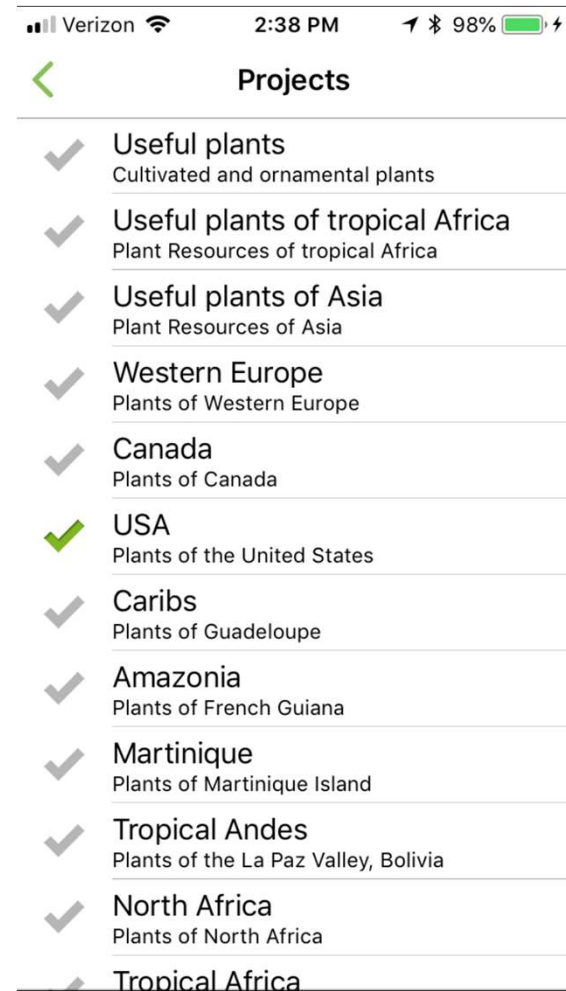 Verizon 2:38 PM 98%
Projects
Useful plants
Cultivated and ornamental plants
Useful plants of tropical Africa
Plant Resources of tropical Africa
Useful plants of Asia
Plant Resources of Asia
Western Europe
Plants of Western Europe
Canada
Plants of Canada
USA
Plants of the United States
Caribs
Plants of Guadeloupe
Amazonia
Plants of French Guiana
Martinique
Plants of Martinique Island
Tropical Andes
Plants of the La Paz Valley, Bolivia
North Africa
Plants of North Africa
Tropical Africa